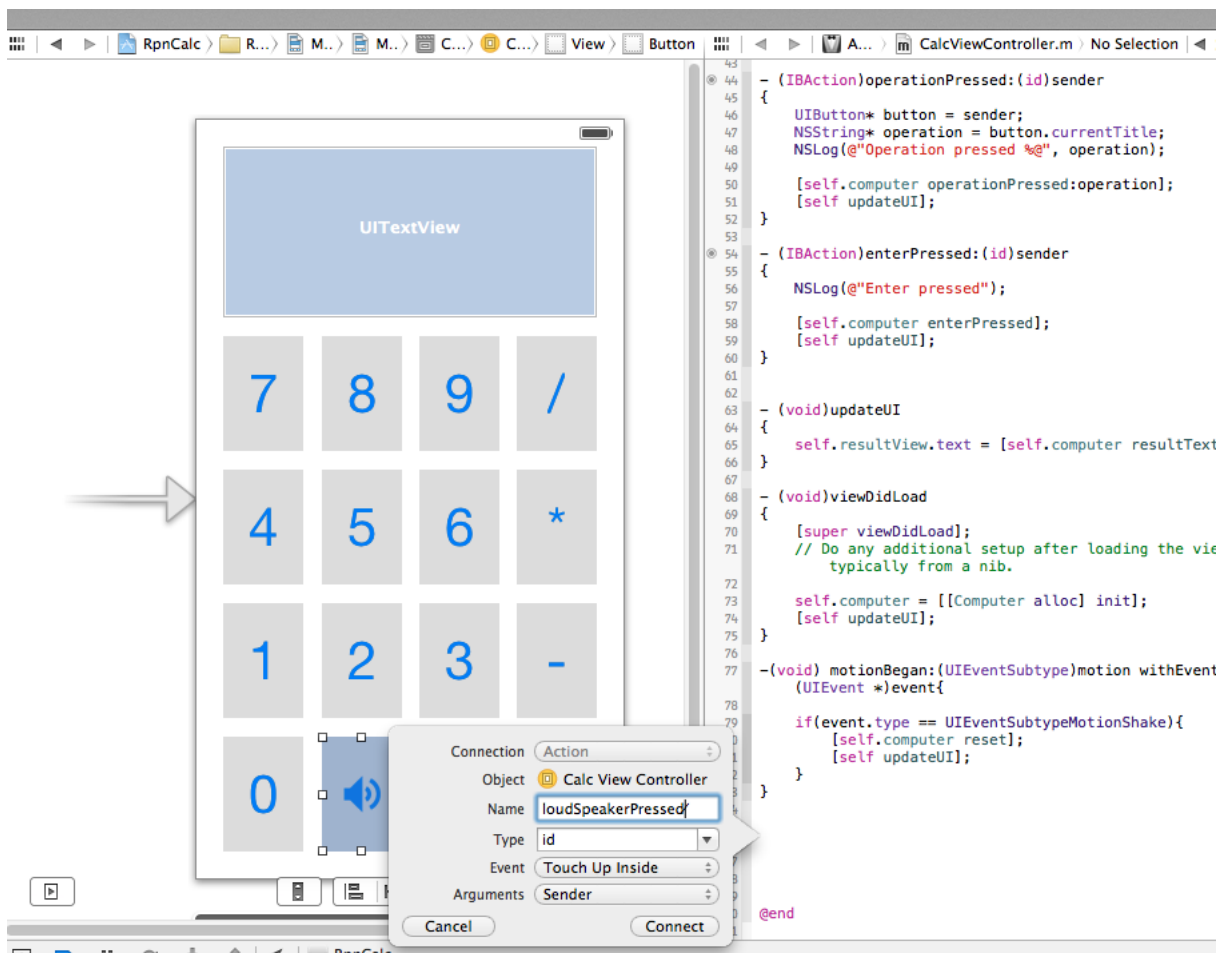 RpnCalc
R...
M..
M..
C...
C...
View
Button
A...
CalcViewController.m
No Selection
UITextView
7
8
9
/
4
5
6
*
1
2
3
-
0
Connection Action
Object Calc View Controller
Name loudSpeakerPressed
Type id
Event Touch Up Inside
Arguments Sender
Cancel
Connect
43
44 - (IBAction)operationPressed:(id)sender
45 {
46 UIButton* button = sender;
47 NSString* operation = button.currentTitle;
48 NSLog(@"Operation pressed %@", operation);
49
50 [self.computer operationPressed:operation];
51 [self updateUI];
52 }
53
54 - (IBAction)enterPressed:(id)sender
55 {
56 NSLog(@"Enter pressed");
57
58 [self.computer enterPressed];
59 [self updateUI];
60 }
61
62
63 - (void)updateUI
64 {
65 self.resultView.text = [self.computer resultText
66 }
67
68 - (void)viewDidLoad
69 {
70 [super viewDidLoad];
71 // Do any additional setup after loading the vie
typically from a nib.
72
73 self.computer = [[Computer alloc] init];
74 [self updateUI];
75 }
76
77 -(void) motionBegan:(UIEventSubtype)motion withEvent
(UIEvent *)event{
78
79 if(event.type == UIEventSubtypeMotionShake){
[self.computer reset];
[self updateUI];
}
}
@end
RpnCalc